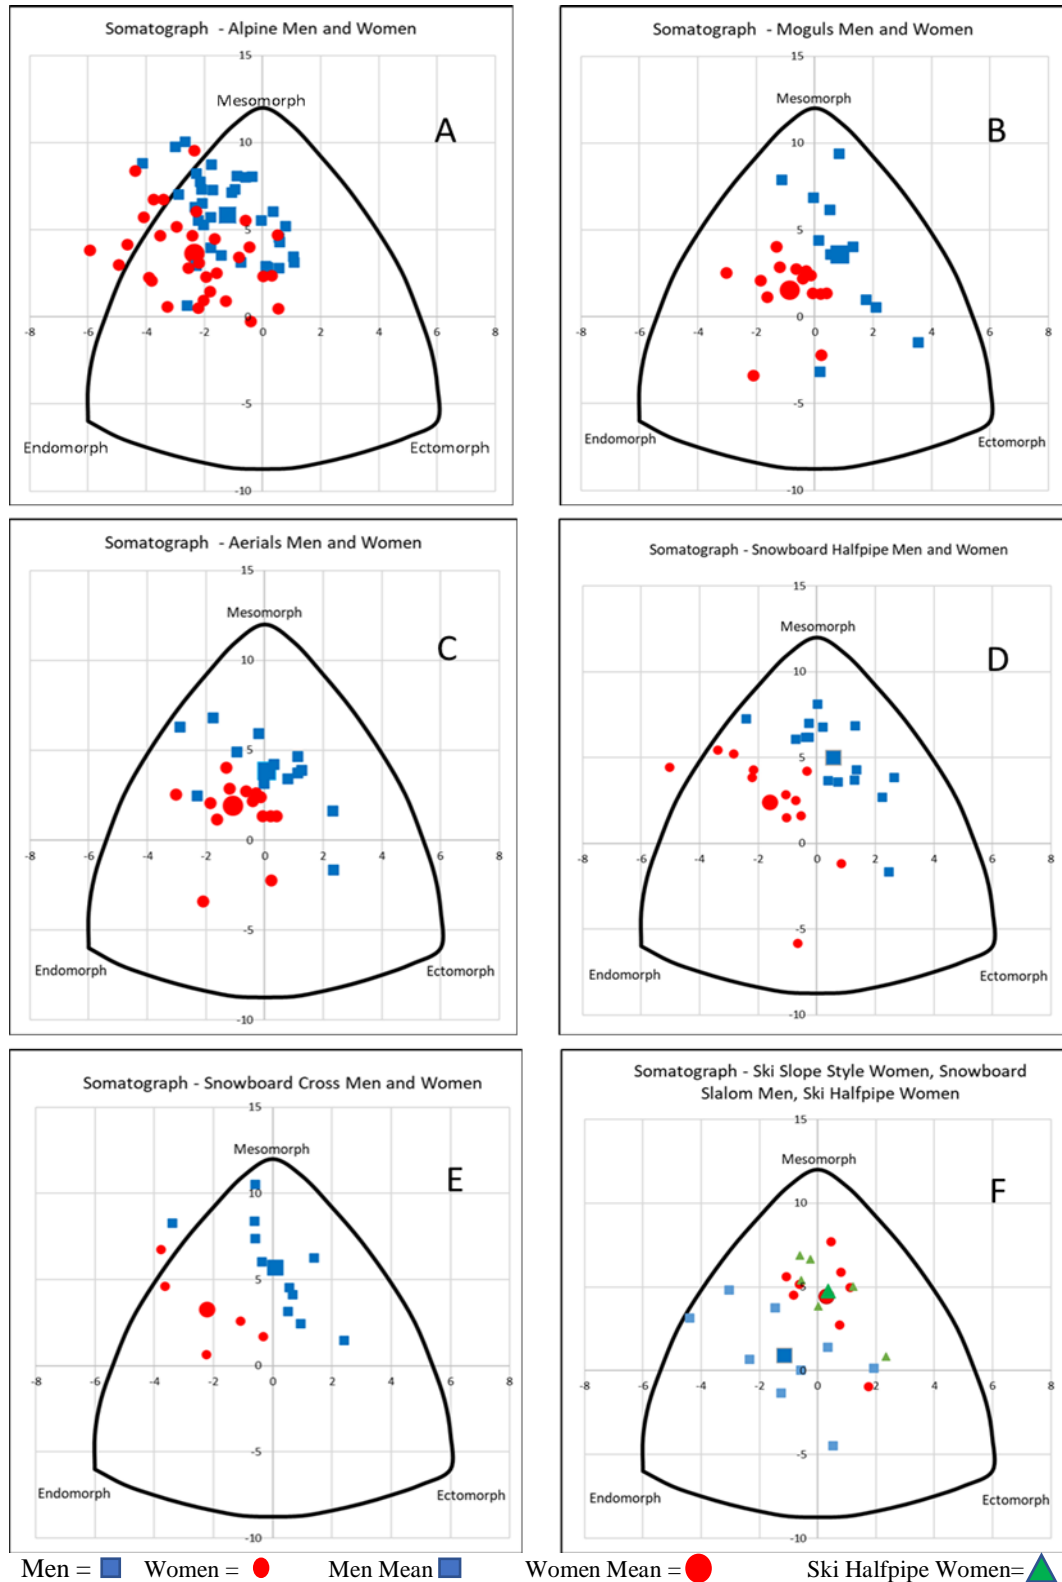 Somatograph - Alpine Men and Women
15
Mesomorph
A
10
5
-8 -6 -4 -2 0 0 2 4 6 8
-5
Endomorph Ectomorph
-10
Somatograph - Moguls Men and Women
15
Mesomorph
B
10
5
-8 -6 -4 -2 0 0 2 4 6 8
-5
Endomorph Ectomorph
-10
Somatograph - Aerials Men and Women
15
Mesomorph
C
10
5
-8 -6 -4 -2 0 0 2 4 6 8
-5
Endomorph Ectomorph
-10
Somatograph - Snowboard Halfpipe Men and Women
15
Mesomorph
D
10
5
-8 -6 -4 -2 0 0 2 4 6 8
-5
Endomorph Ectomorph
-10
Somatograph - Snowboard Cross Men and Women
15
Mesomorph
E
10
5
-8 -6 -4 -2 0 0 2 4 6 8
-5
Endomorph Ectomorph
-10
Somatograph - Ski Slope Style Women, Snowboard
Slalom Men, Ski Halfpipe Women
15
Mesomorph
F
10
5
-8 -6 -4 -2 0 0 2 4 6 8
-5
Endomorph Ectomorph
-10
Men = Women = Men Mean Women Mean = Ski Halfpipe Women=